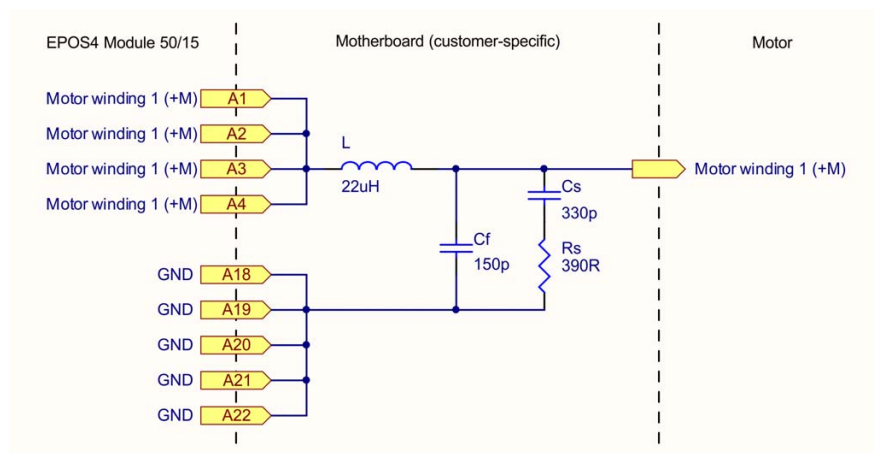 EPOS4 Module 50/15 Motherboard (customer-specific) Motor
Motor winding 1 (+M) A1
Motor winding 1 (+M) A2
L
Motor winding 1 (+M) A3 Motor winding 1 (+M)
22uH
Motor winding 1 (+M) A4
Cs
330p
Cf
150p
Rs
390R
GND A18
GND A19
GND A20
GND A21
GND A22